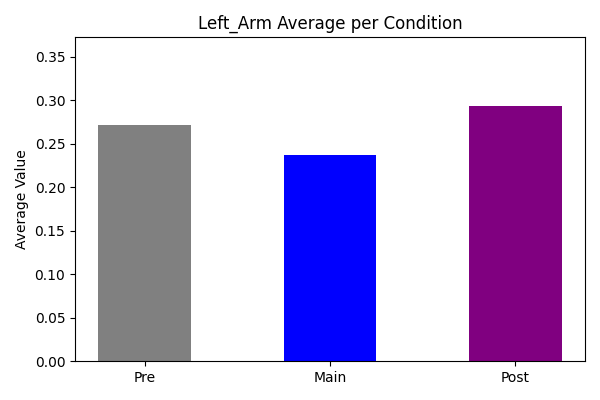 Left_Arm Average per Condition
Average Value
0.35
0.30
0.25
0.20
0.15
0.10
0.05
0.00
Pre
Main
Post